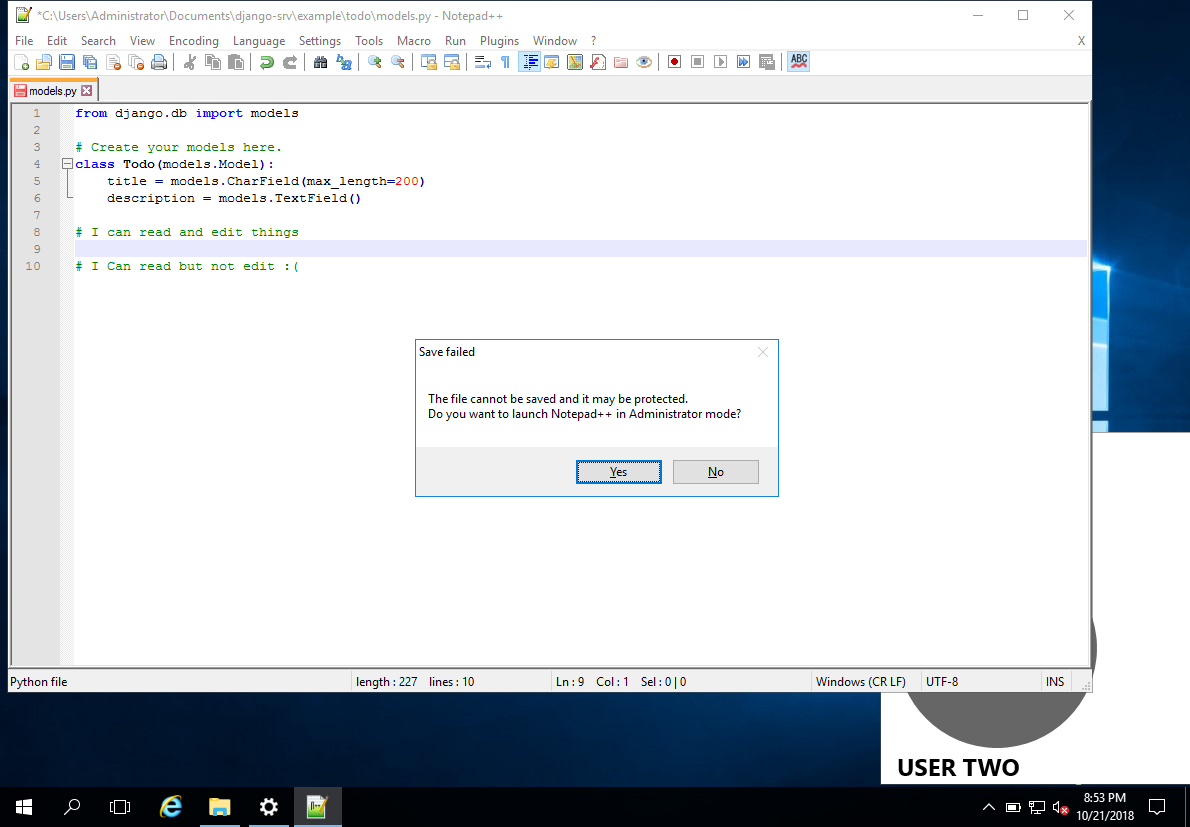 *C:\Users\Administrator\Documents\django-srv\example\todo\models.py - Notepad++
File Edit Search View Encoding Language Settings Tools Macro Run Plugins Window ? X
ABC
models.py
1 from django.db import models
2
3 # Create your models here.
4 class Todo(models.Model):
5 title = models.CharField(max_length=200)
6 description = models.TextField()
7
8 # I can read and edit things
9
10 # I Can read but not edit :(
Save failed
The file cannot be saved and it may be protected.
Do you want to launch Notepad++ in Administrator mode?
Yes No
Python file length : 227 lines : 10 Ln : 9 Col : 1 Sel : 0 | 0 Windows (CR LF) UTF-8 INS
USER TWO
8:53 PM
10/21/2018